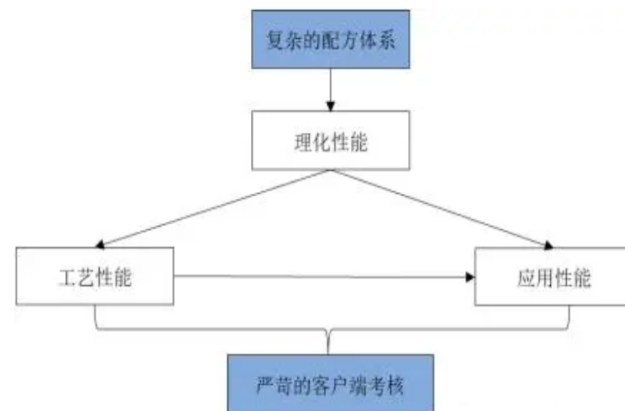 复杂的配方体系
理化性能
工艺性能
应用性能
严苛的客户端考核